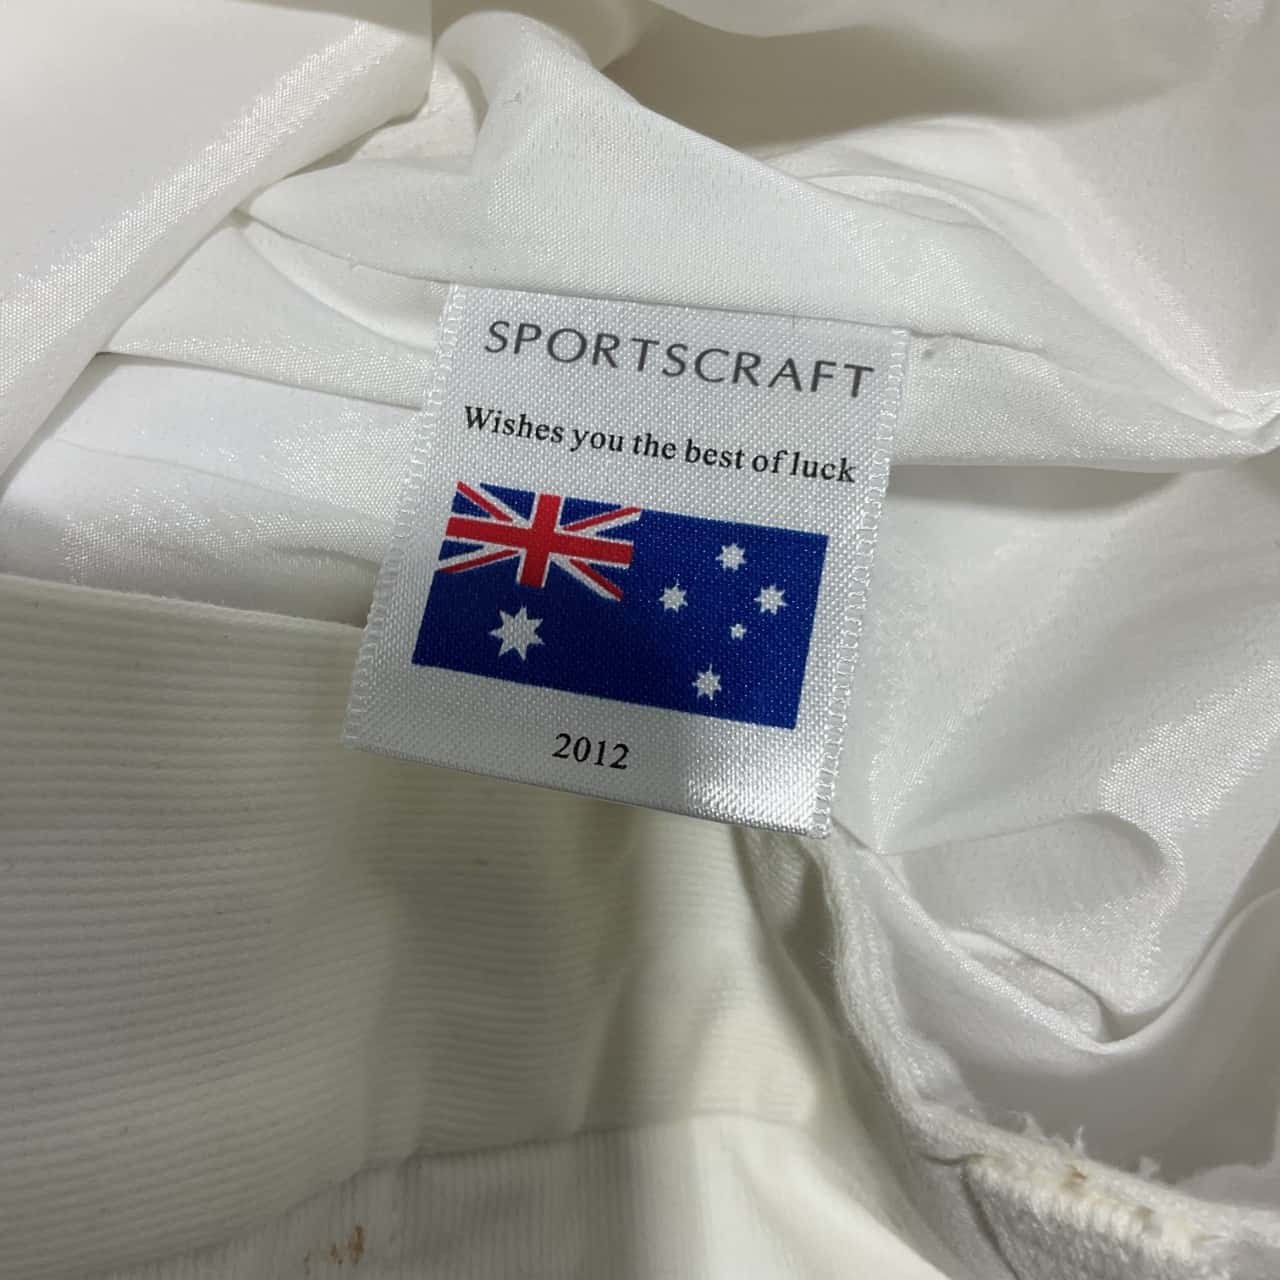 SPORTSCRAFT
Wishes you the best of luck
2012